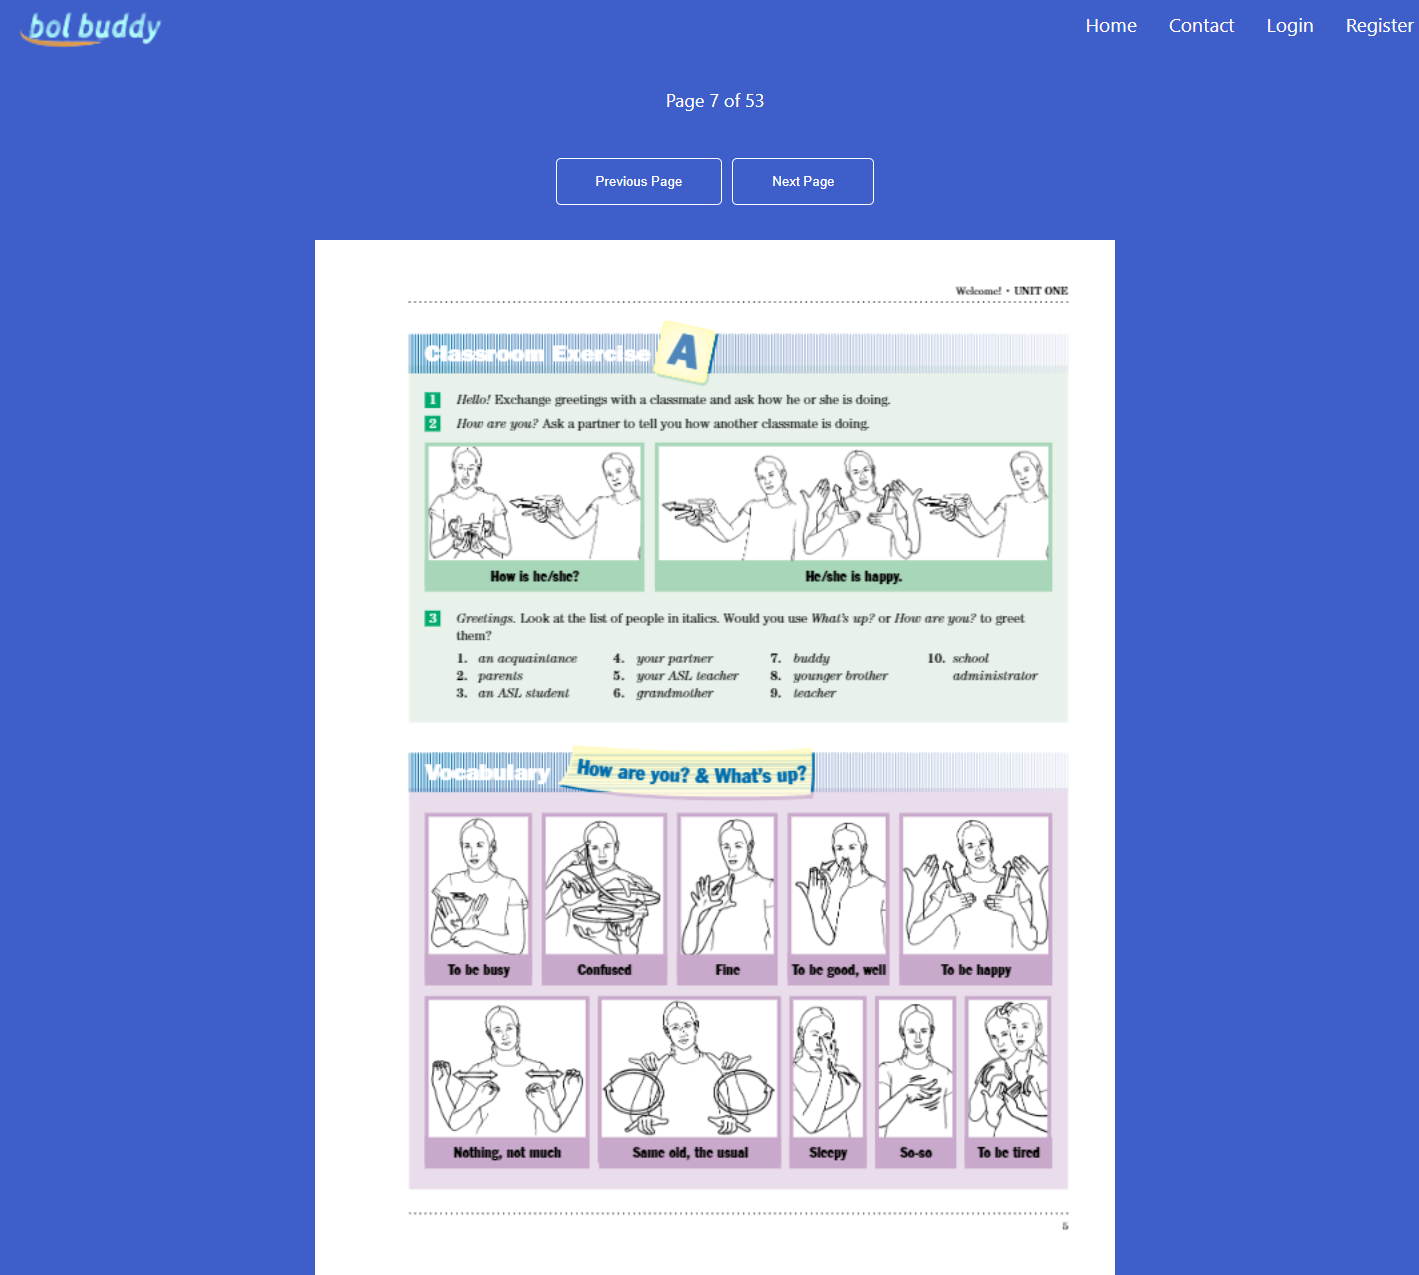 bol buddy
Home Contact Login Register
Page 7 of 53
Previous Page Next Page
Welcome! • UNIT ONE
Classroom Exercise A
1 Hello! Exchange greetings with a classmate and ask how he or she is doing.
2 How are you? Ask a partner to tell you how another classmate is doing.
How is he/she? He/she is happy.
3 Greetings. Look at the list of people in italics. Would you use What's up? or How are you? to greet
them?
1. an acquaintance 4. your partner 7. buddy 10. school
2. parents 5. your ASL teacher 8. younger brother administrator
3. an ASL student 6. grandmother 9. teacher
Vocabulary How are you? & What's up?
To be busy Confused Fine To be good, well To be happy
Nothing, not much Same old, the usual Sleepy So-so To be tired
5